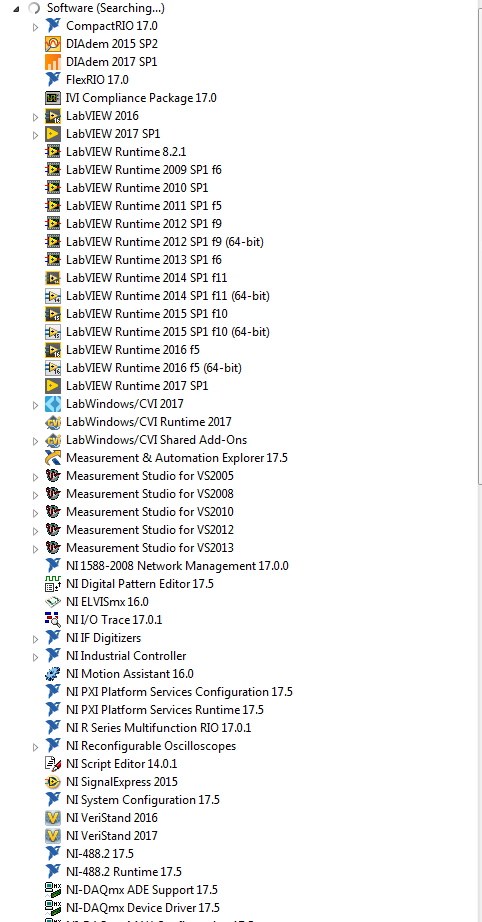 Software (Searching...)
CompactRIO 17.0
DIAdem 2015 SP2
DIAdem 2017 SP1
FlexRIO 17.0
IVI Compliance Package 17.0
LabVIEW 2016
LabVIEW 2017 SP1
LabVIEW Runtime 8.2.1
LabVIEW Runtime 2009 SP1 f6
LabVIEW Runtime 2010 SP1
LabVIEW Runtime 2011 SP1 f5
LabVIEW Runtime 2012 SP1 f9
LabVIEW Runtime 2012 SP1 f9 (64-bit)
LabVIEW Runtime 2013 SP1 f6
LabVIEW Runtime 2014 SP1 f11
LabVIEW Runtime 2014 SP1 f11 (64-bit)
LabVIEW Runtime 2015 SP1 f10
LabVIEW Runtime 2015 SP1 f10 (64-bit)
LabVIEW Runtime 2016 f5
LabVIEW Runtime 2016 f5 (64-bit)
LabVIEW Runtime 2017 SP1
LabWindows/CVI 2017
LabWindows/CVI Runtime 2017
LabWindows/CVI Shared Add-Ons
Measurement & Automation Explorer 17.5
Measurement Studio for VS2005
Measurement Studio for VS2008
Measurement Studio for VS2010
Measurement Studio for VS2012
Measurement Studio for VS2013
NI 1588-2008 Network Management 17.0.0
NI Digital Pattern Editor 17.5
NI ELVISmx 16.0
NI I/O Trace 17.0.1
NI IF Digitizers
NI Industrial Controller
NI Motion Assistant 16.0
NI PXI Platform Services Configuration 17.5
NI PXI Platform Services Runtime 17.5
NI R Series Multifunction RIO 17.0.1
NI Reconfigurable Oscilloscopes
NI Script Editor 14.0.1
NI SignalExpress 2015
NI System Configuration 17.5
NI VeriStand 2016
NI VeriStand 2017
NI-488.2 17.5
NI-488.2 Runtime 17.5
NI-DAQmx ADE Support 17.5
NI-DAQmx Device Driver 17.5